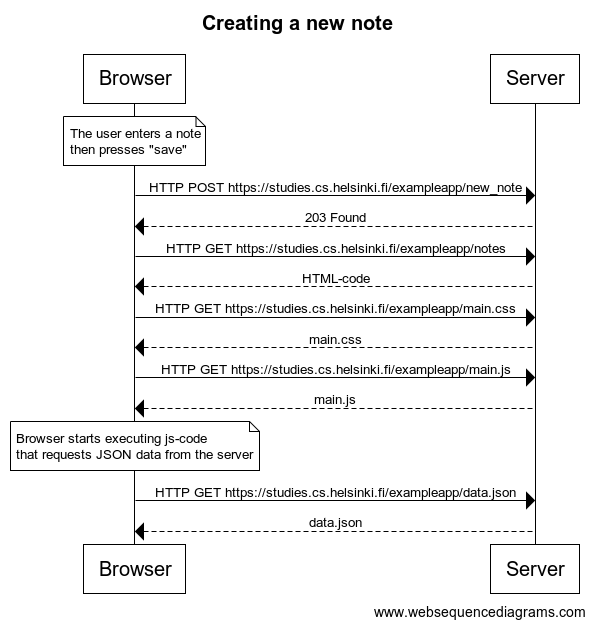 Creating a new note
Browser
Server
The user enters a note
then presses "save"
HTTP POST https://studies.cs.helsinki.fi/exampleapp/new_note
203 Found
HTTP GET https://studies.cs.helsinki.fi/exampleapp/notes
HTML-code
HTTP GET https://studies.cs.helsinki.fi/exampleapp/main.css
main.css
HTTP GET https://studies.cs.helsinki.fi/exampleapp/main.js
main.js
Browser starts executing js-code
that requests JSON data from the server
HTTP GET https://studies.cs.helsinki.fi/exampleapp/data.json
data.json
Browser
Server
www.websequencediagrams.com